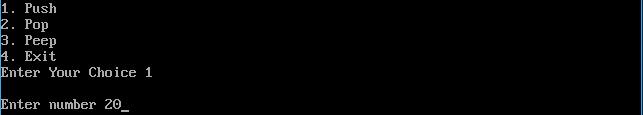 1. Push
2. Pop
3. Peep
4. Exit
Enter Your Choice 1
Enter number 20_